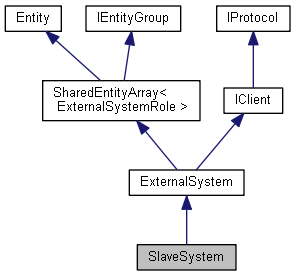 Entity
IEntityGroup
IProtocol
SharedEntityArray<
ExternalSystemRole >
IClient
ExternalSystem
SlaveSystem